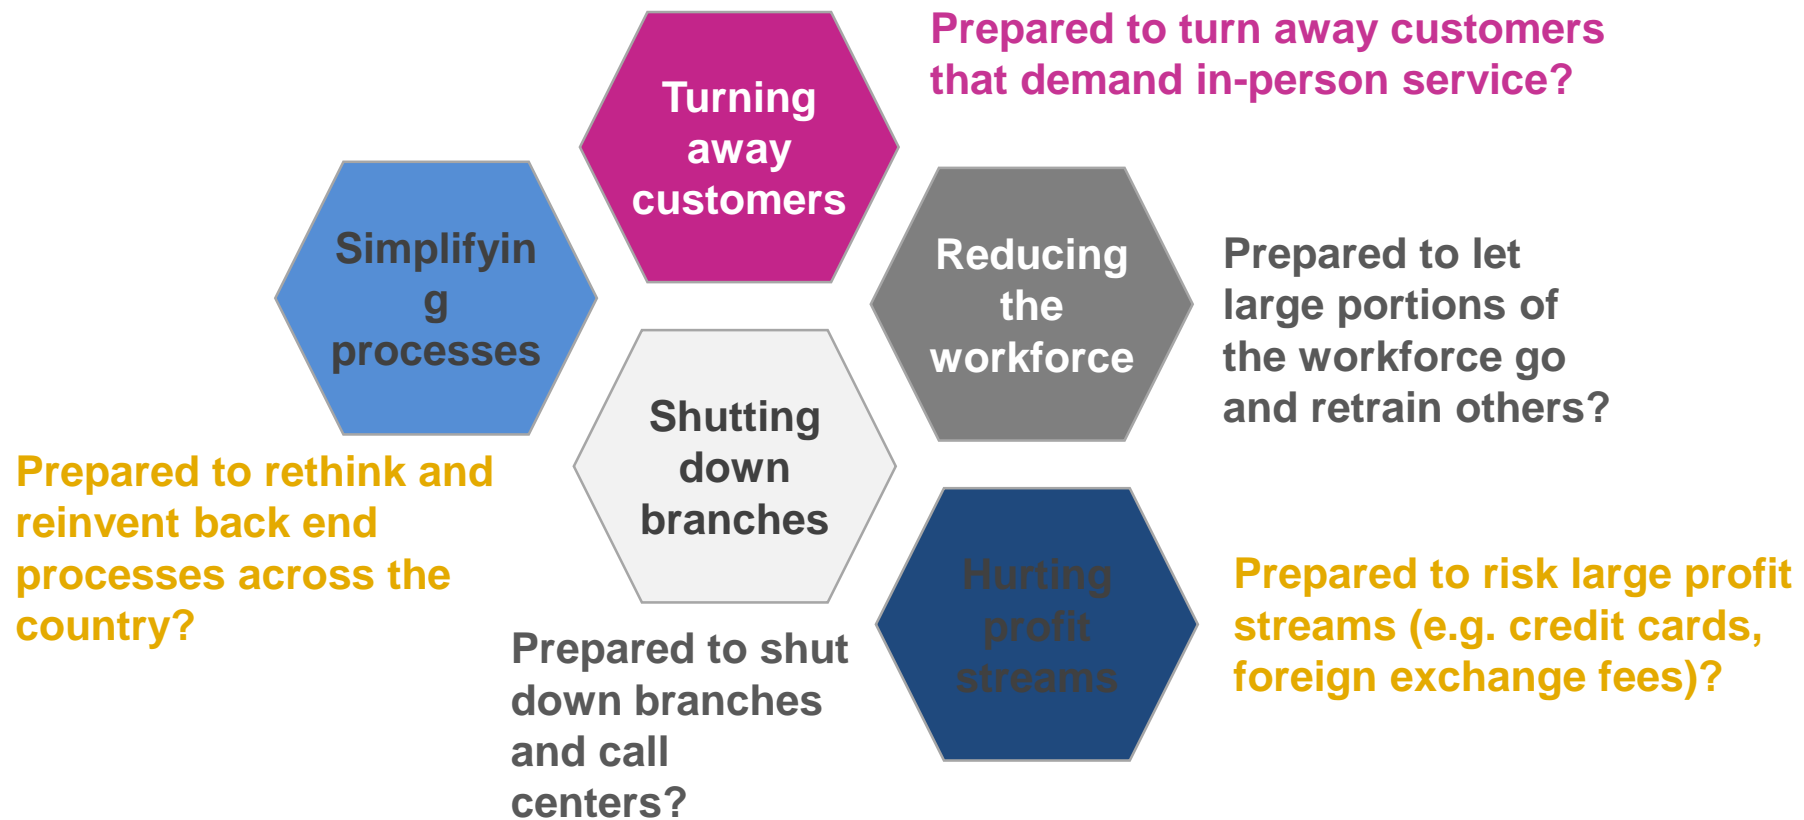 Turning
away
customers
Prepared to turn away customers
that demand in-person service?
Simplifyin
g
processes
Prepared to rethink and
reinvent back end
processes across the
country?
Reducing
the
workforce
Prepared to let
large portions of
the workforce go
and retrain others?
Shutting
down
branches
Prepared to shut
down branches
and call
centers?
Hurting
profit
streams
Prepared to risk large profit
streams (e.g. credit cards,
foreign exchange fees)?